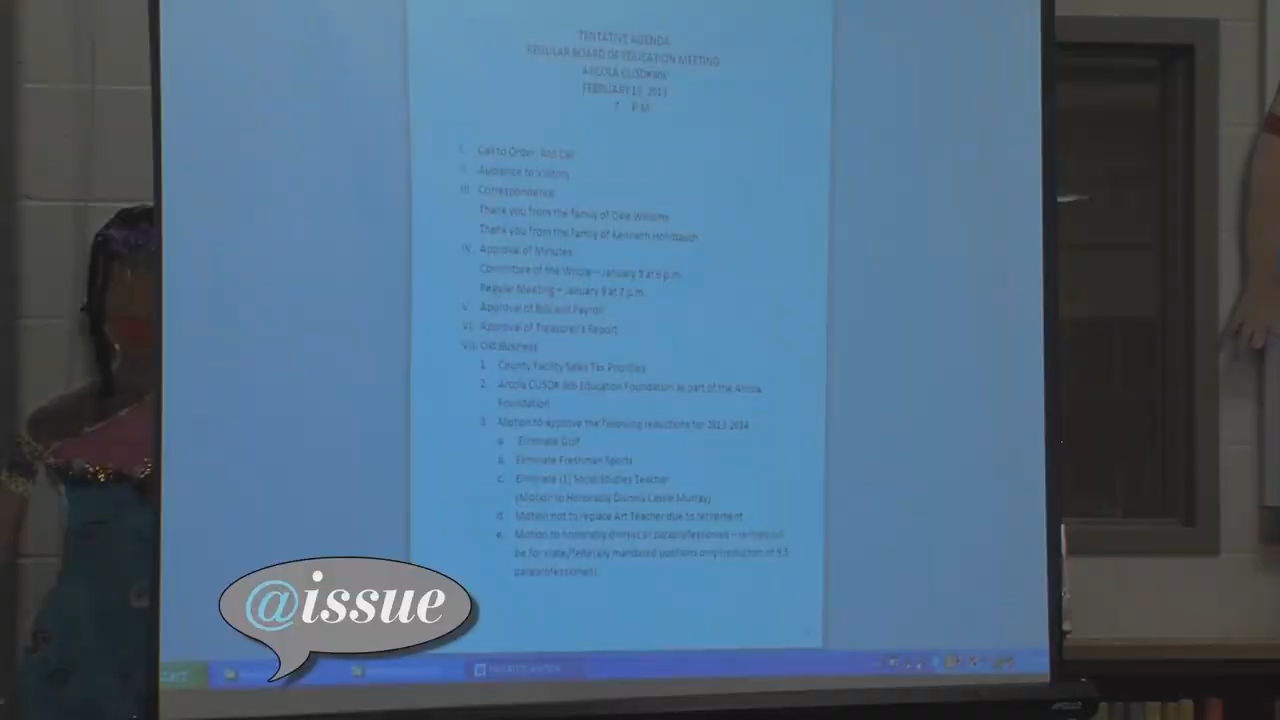 TENTATIVE AGENDA
REGULAR BOARD OF EDUCATION MEETING
ARCOLA CUSD#306
FEBRUARY 13, 2013
7 P.M.
I. Call to Order, Roll Call
II. Audience to Visitors
III. Correspondence
Thank you from the family of Dale Williams
Thank you from the family of Kenneth
IV. Approval of Minutes
Committee of the Whole – January 9 at 6 p.m.
Regular Meeting – January 9 at 7 p.m.
V. Approval of Bills and Payroll
VI. Approval of Treasurer's Report
VII. Old Business
1. County Facility Sales Tax Priorities
2. Arcola CUSD# 306 Education Foundation as part of the Arcola
Foundation
3. Motion to approve the following reductions for 2013-2014
a. Eliminate Golf
b. Eliminate Freshman Sports
c. Eliminate (1) Social Studies Teacher
(Motion to Honorably Dismiss Murray)
d. Motion not to replace Art Teacher due to retirement
e. Motion to honorably dismiss paraprofessionals –
be for state/federally mandated positions only (reduction of 9.5
paraprofessionals)
@issue
APOLLO